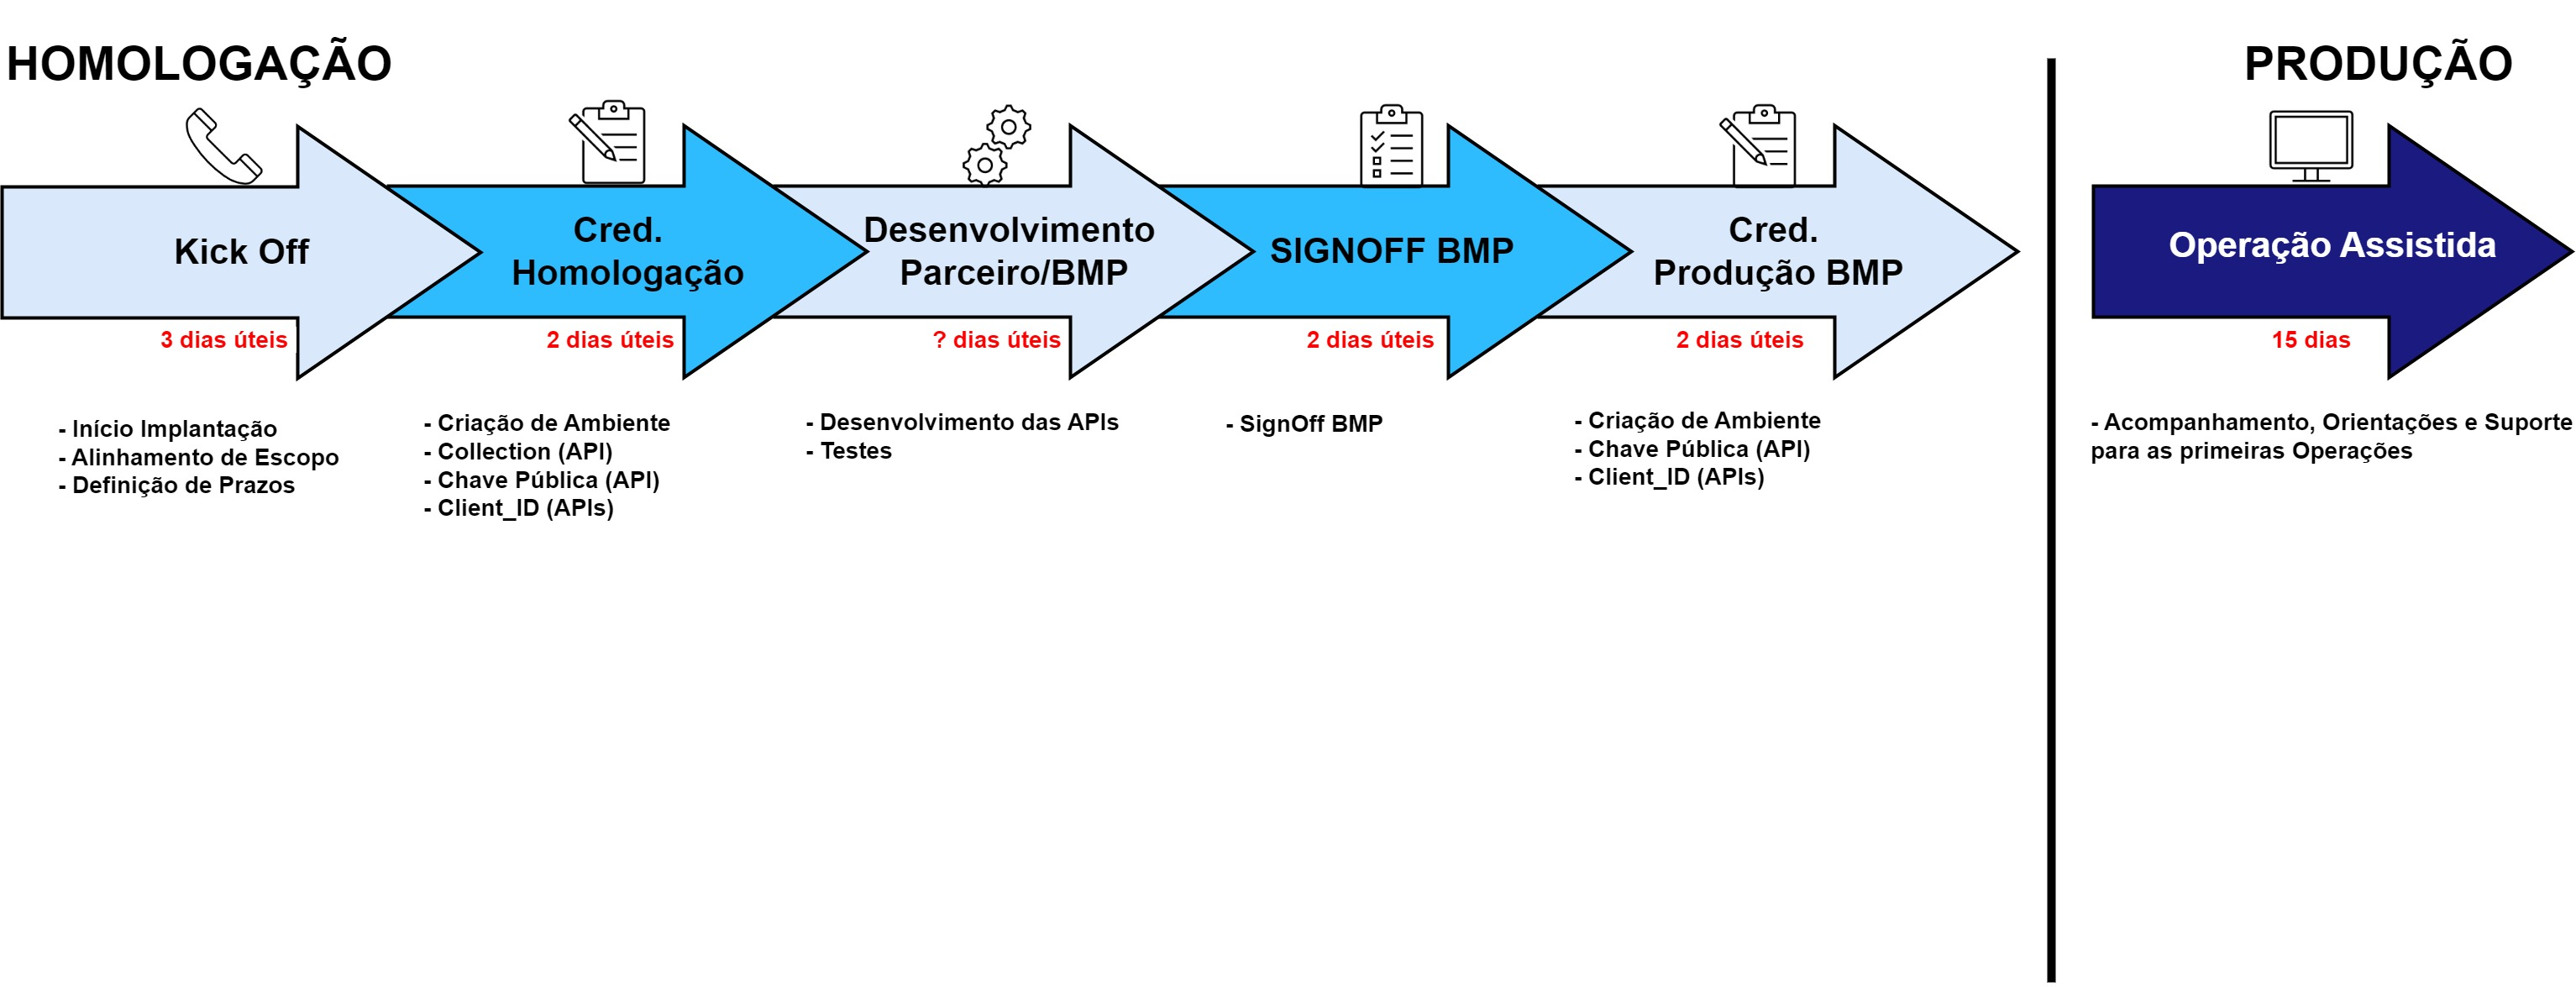 HOMOLOGAÇÃO
PRODUÇÃO
Kick Off
3 dias úteis
- Início Implantação
- Alinhamento de Escopo
- Definição de Prazos
Cred.
Homologação
2 dias úteis
- Criação de Ambiente
- Collection (API)
- Chave Pública (API)
- Client_ID (APIs)
Desenvolvimento
Parceiro/BMP
? dias úteis
- Desenvolvimento das APIs
- Testes
SIGNOFF BMP
2 dias úteis
- SignOff BMP
Cred.
Produção BMP
2 dias úteis
- Criação de Ambiente
- Chave Pública (API)
- Client_ID (APIs)
Operação Assistida
15 dias
- Acompanhamento, Orientações e Suporte
para as primeiras Operações